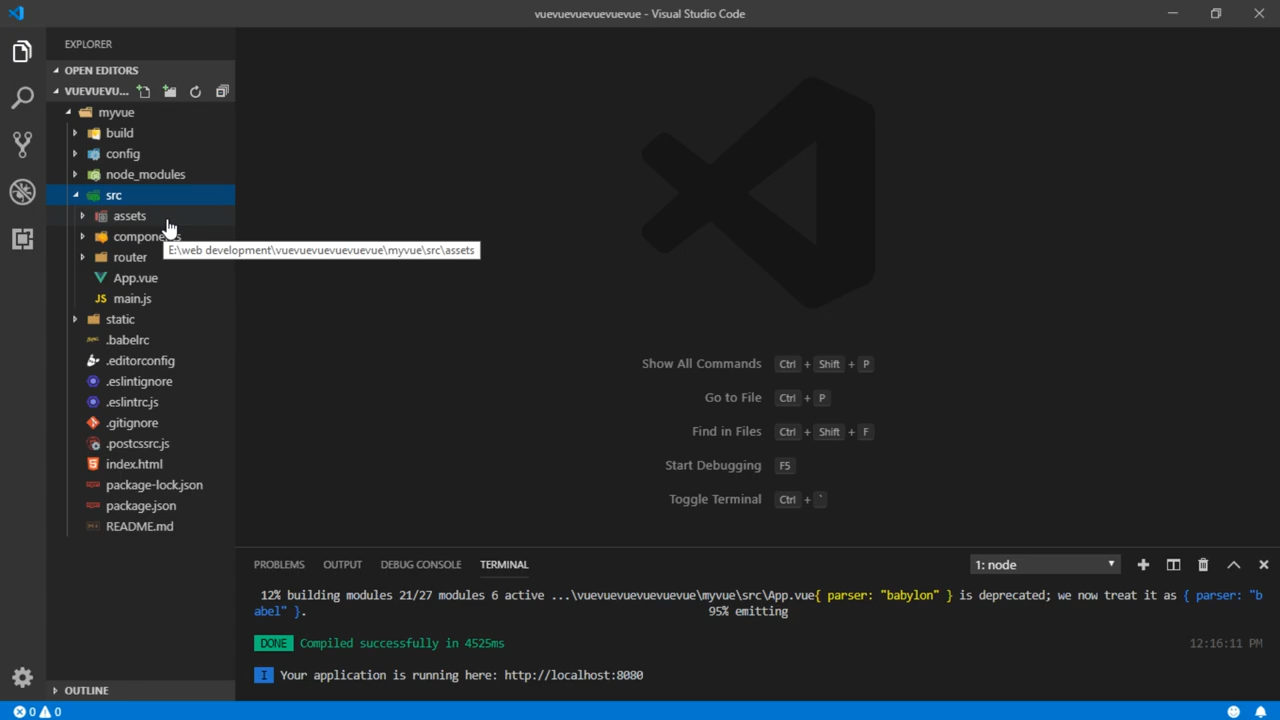 vuevuevuevuevuevue - Visual Studio Code
EXPLORER
OPEN EDITORS
VUEVUEVU...
myvue
build
config
node_modules
src
assets
E:\web development\vuevuevuevuevuevue\myvue\src\assets
router
App.vue
JS main.js
static
.babelrc
.editorconfig
.eslintignore
.eslintrc.js
.gitignore
.postcssrc.js
index.html
package-lock.json
package.json
README.md
OUTLINE
Show All Commands Ctrl + Shift + P
Go to File Ctrl + P
Find in Files Ctrl + Shift + F
Start Debugging F5
Toggle Terminal Ctrl + `
PROBLEMS OUTPUT DEBUG CONSOLE TERMINAL 1: node
12% building modules 21/27 modules 6 active ...\vuevuevuevuevuevue\myvue\src\App.vue{ parser: "babylon" } is deprecated; we now treat it as { parser: "b
abel" }. 95% emitting
DONE Compiled successfully in 4525ms 12:16:11 PM
I Your application is running here: http://localhost:8080
0 0